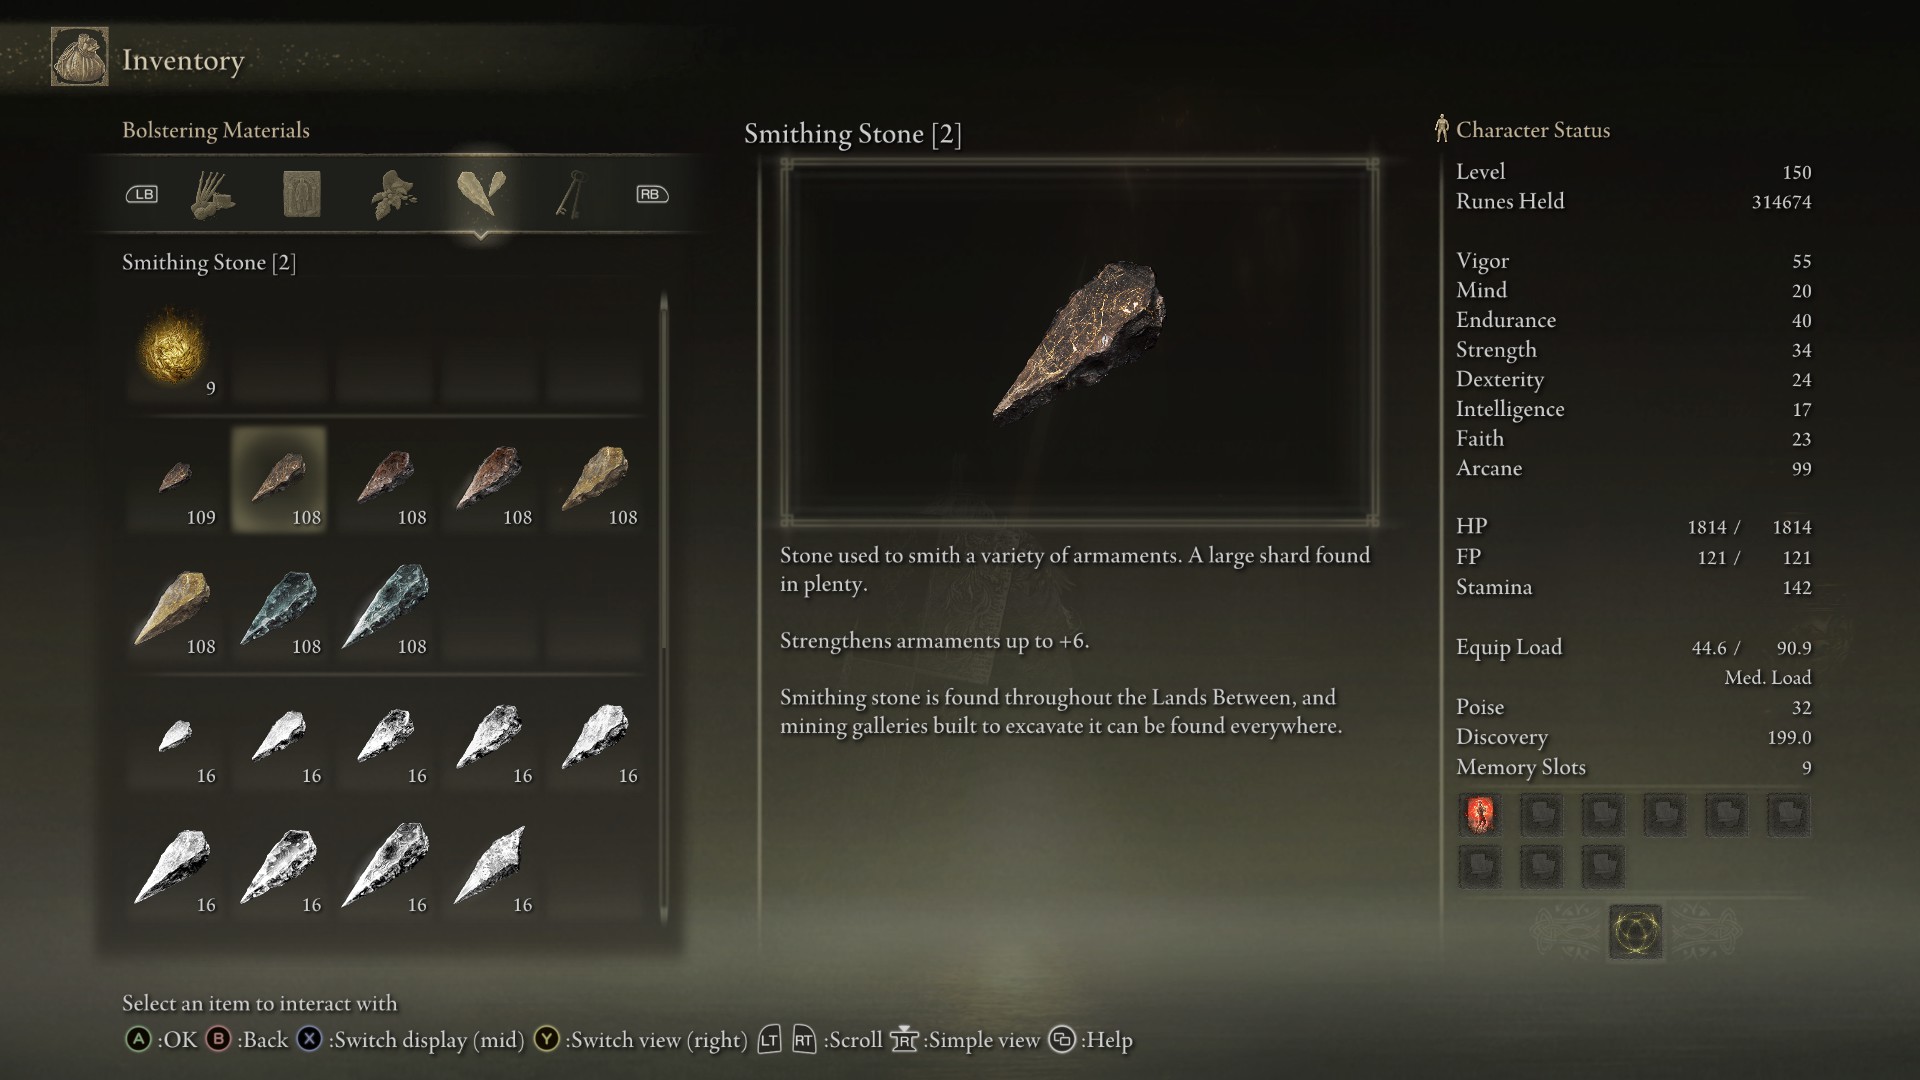 Inventory
Bolstering Materials
LB
RB
Smithing Stone [2]
9
109 108 108 108 108
108 108 108
16 16 16 16 16
16 16 16 16
Smithing Stone [2]
Stone used to smith a variety of armaments. A large shard found
in plenty.
Strengthens armaments up to +6.
Smithing stone is found throughout the Lands Between, and
mining galleries built to excavate it can be found everywhere.
Character Status
Level 150
Runes Held 314674
Vigor 55
Mind 20
Endurance 40
Strength 34
Dexterity 24
Intelligence 17
Faith 23
Arcane 99
HP 1814 / 1814
FP 121 / 121
Stamina 142
Equip Load 44.6 / 90.9
Med. Load
Poise 32
Discovery 199.0
Memory Slots 9
Select an item to interact with
A :OK B :Back X :Switch display (mid) Y :Switch view (right) LT RT :Scroll R :Simple view :Help